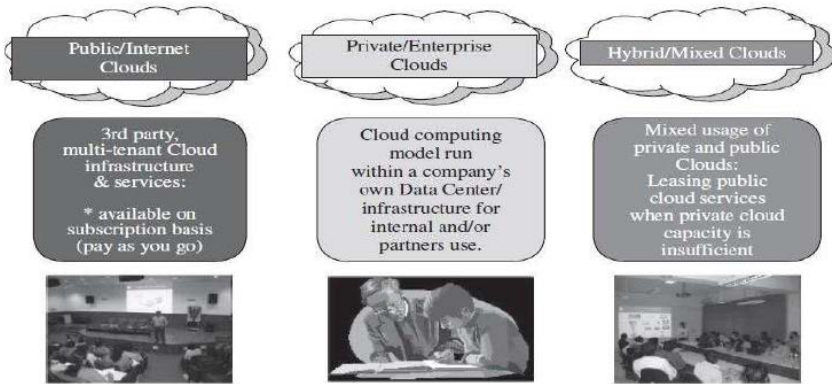 Public/Internet
Clouds
Private/Enterprise
Clouds
Hybrid/Mixed Clouds
3rd party,
multi-tenant Cloud
infrastructure
& services:
* available on
subscription basis
(pay as you go)
Cloud computing
model run
within a company's
own Data Center/
infrastructure for
internal and/or
partners use.
Mixed usage of
private and public
Clouds:
Leasing public
cloud services
when private cloud
capacity is
insufficient